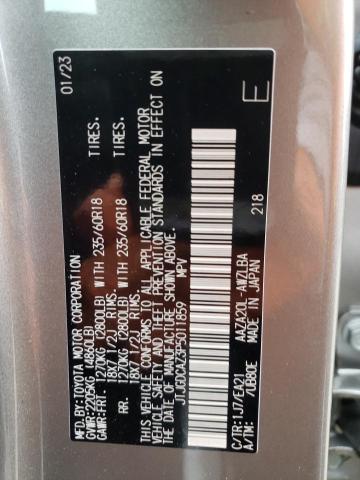 MFD.BY:TOYOTA MOTOR CORPORATION 01/23
GVWR:2205KG (4860LB)
GAWR:FRT. 1270KG (2800LB) WITH 235/60R18 TIRES.
18X7 1/2J RIMS
RR. 1270KG (2800LB) WITH 235/60R18 TIRES.
18X7 1/2J RIMS
THIS VEHICLE CONFORMS TO ALL APPLICABLE FEDERAL MOTOR
VEHICLE SAFETY AND THEFT PREVENTION STANDARDS IN EFFECT ON
THE DATE OF MANUFACTURE SHOWN ABOVE.
MPV
C/TR:1J7/EA21 AAZA20L-AWZLBA 218 E
A/TM: /UB80E MADE IN JAPAN